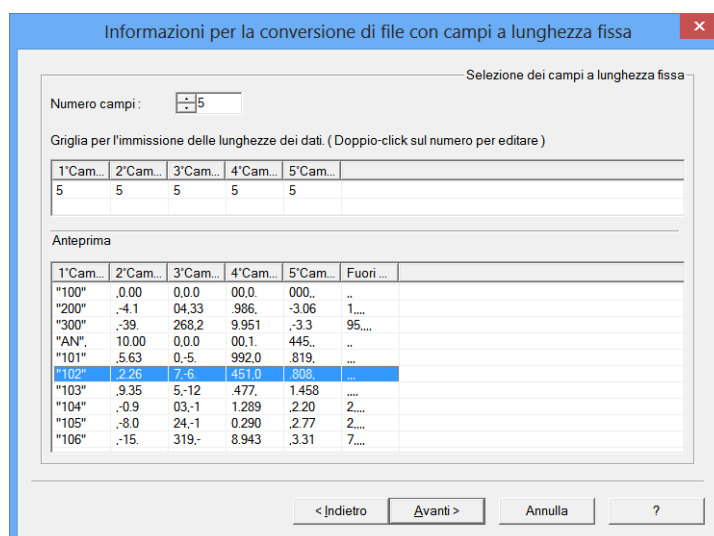 Informazioni per la conversione di file con campi a lunghezza fissa
x
Selezione dei campi a lunghezza fissa
Numero campi : 5
Griglia per l'immissione delle lunghezze dei dati. ( Doppio-click sul numero per editare )
1°Cam... 2°Cam... 3°Cam... 4°Cam... 5°Cam...
5 5 5 5 5
Anteprima
1°Cam... 2°Cam... 3°Cam... 4°Cam... 5°Cam... Fuori ...
"100" ,0.00 0,0.0 00,0. 000,, ..
"200" ,-4.1 04,33 .986, -3.06 1,,,,
"300" ,-39. 268,2 9.951 ,-3.3 95,,,,
"AN", 10.00 0,0.0 00,1. 445,, ..
"101" ,5.63 0,-5. 992,0 .819, ...
"102" ,2.26 7,-6. 451,0 .808, ...
"103" ,9.35 5,-12 .477, 1.458 ,,,,
"104" ,-0.9 03,-1 1.289 ,2.20 2,,,,
"105" ,-8.0 24,-1 0.290 ,2.77 2,,,,
"106" ,-15. 319,- 8.943 ,3.31 7,,,,
< Indietro Avanti > Annulla ?